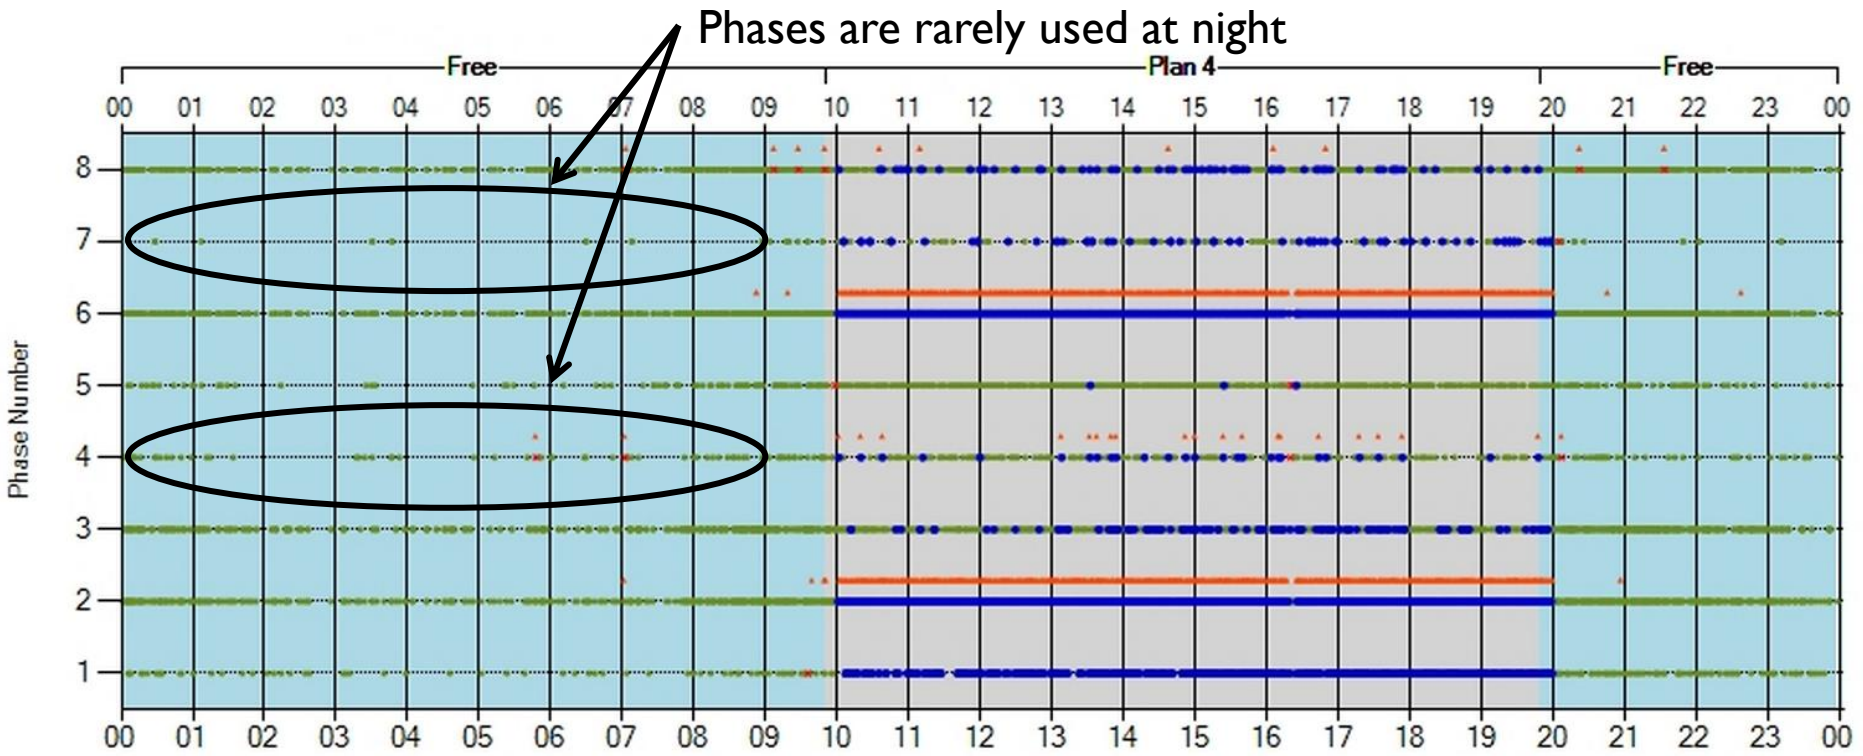 Phases are rarely used at night
Free Plan 4 Free
00 01 02 03 04 05 06 07 08 09 10 11 12 13 14 15 16 17 18 19 20 21 22 23 00
8
7
6
5
4
3
2
1
Phase Number
00 01 02 03 04 05 06 07 08 09 10 11 12 13 14 15 16 17 18 19 20 21 22 23 00